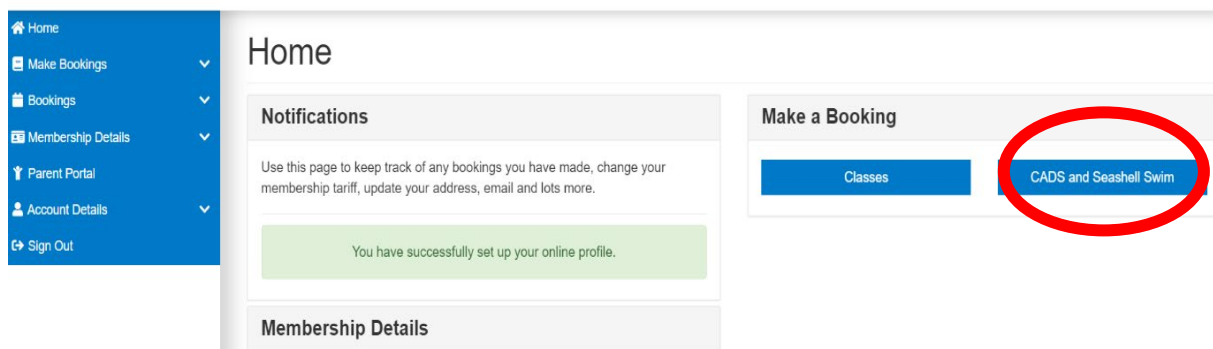 Home
Make Bookings
Bookings
Membership Details
Parent Portal
Account Details
Sign Out
Home
Notifications
Use this page to keep track of any bookings you have made, change your
membership tariff, update your address, email and lots more.
You have successfully set up your online profile.
Membership Details
Make a Booking
Classes
CADS and Seashell Swim